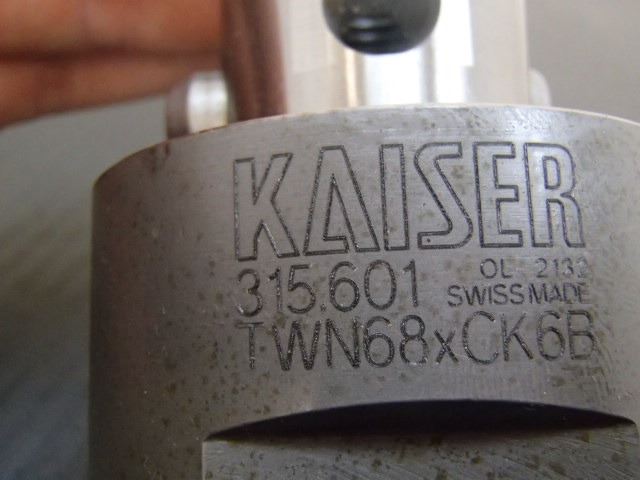 KAISER
315.601 OL 2132
SWISS MADE
TWN68xCK6B